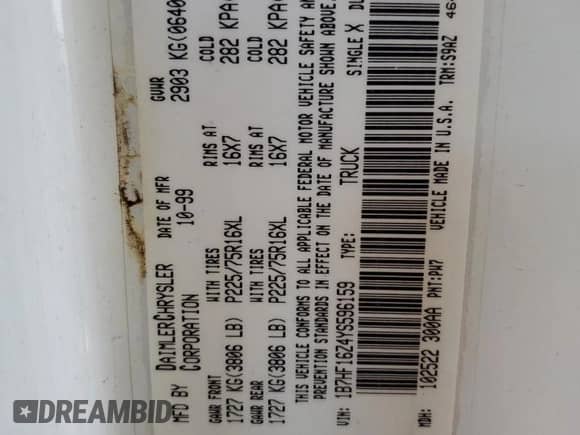 MFD BY DAIMLERCHRYSLER CORPORATION
DATE OF MFR 10-99
GVWR 2903 KG(
GAWR FRONT WITH TIRES RIMS AT COLD
1727 KG(3806 LB) P225/75R16XL 16X7 282 KPA
GAWR REAR WITH TIRES RIMS AT COLD
1727 KG(3806 LB) P225/75R16XL 16X7 282 KPA
THIS VEHICLE CONFORMS TO ALL APPLICABLE FEDERAL MOTOR VEHICLE SAFETY
PREVENTION STANDARDS IN EFFECT ON THE DATE OF MANUFACTURE SHOWN ABOVE.
VIN: 1B7HF16Z4YS596159 TYPE: TRUCK SINGLE X
MDH: 102522 300AA PNT:PW7 VEHICLE MADE IN U.S.A. TRM:S9AZ
DREAMBID